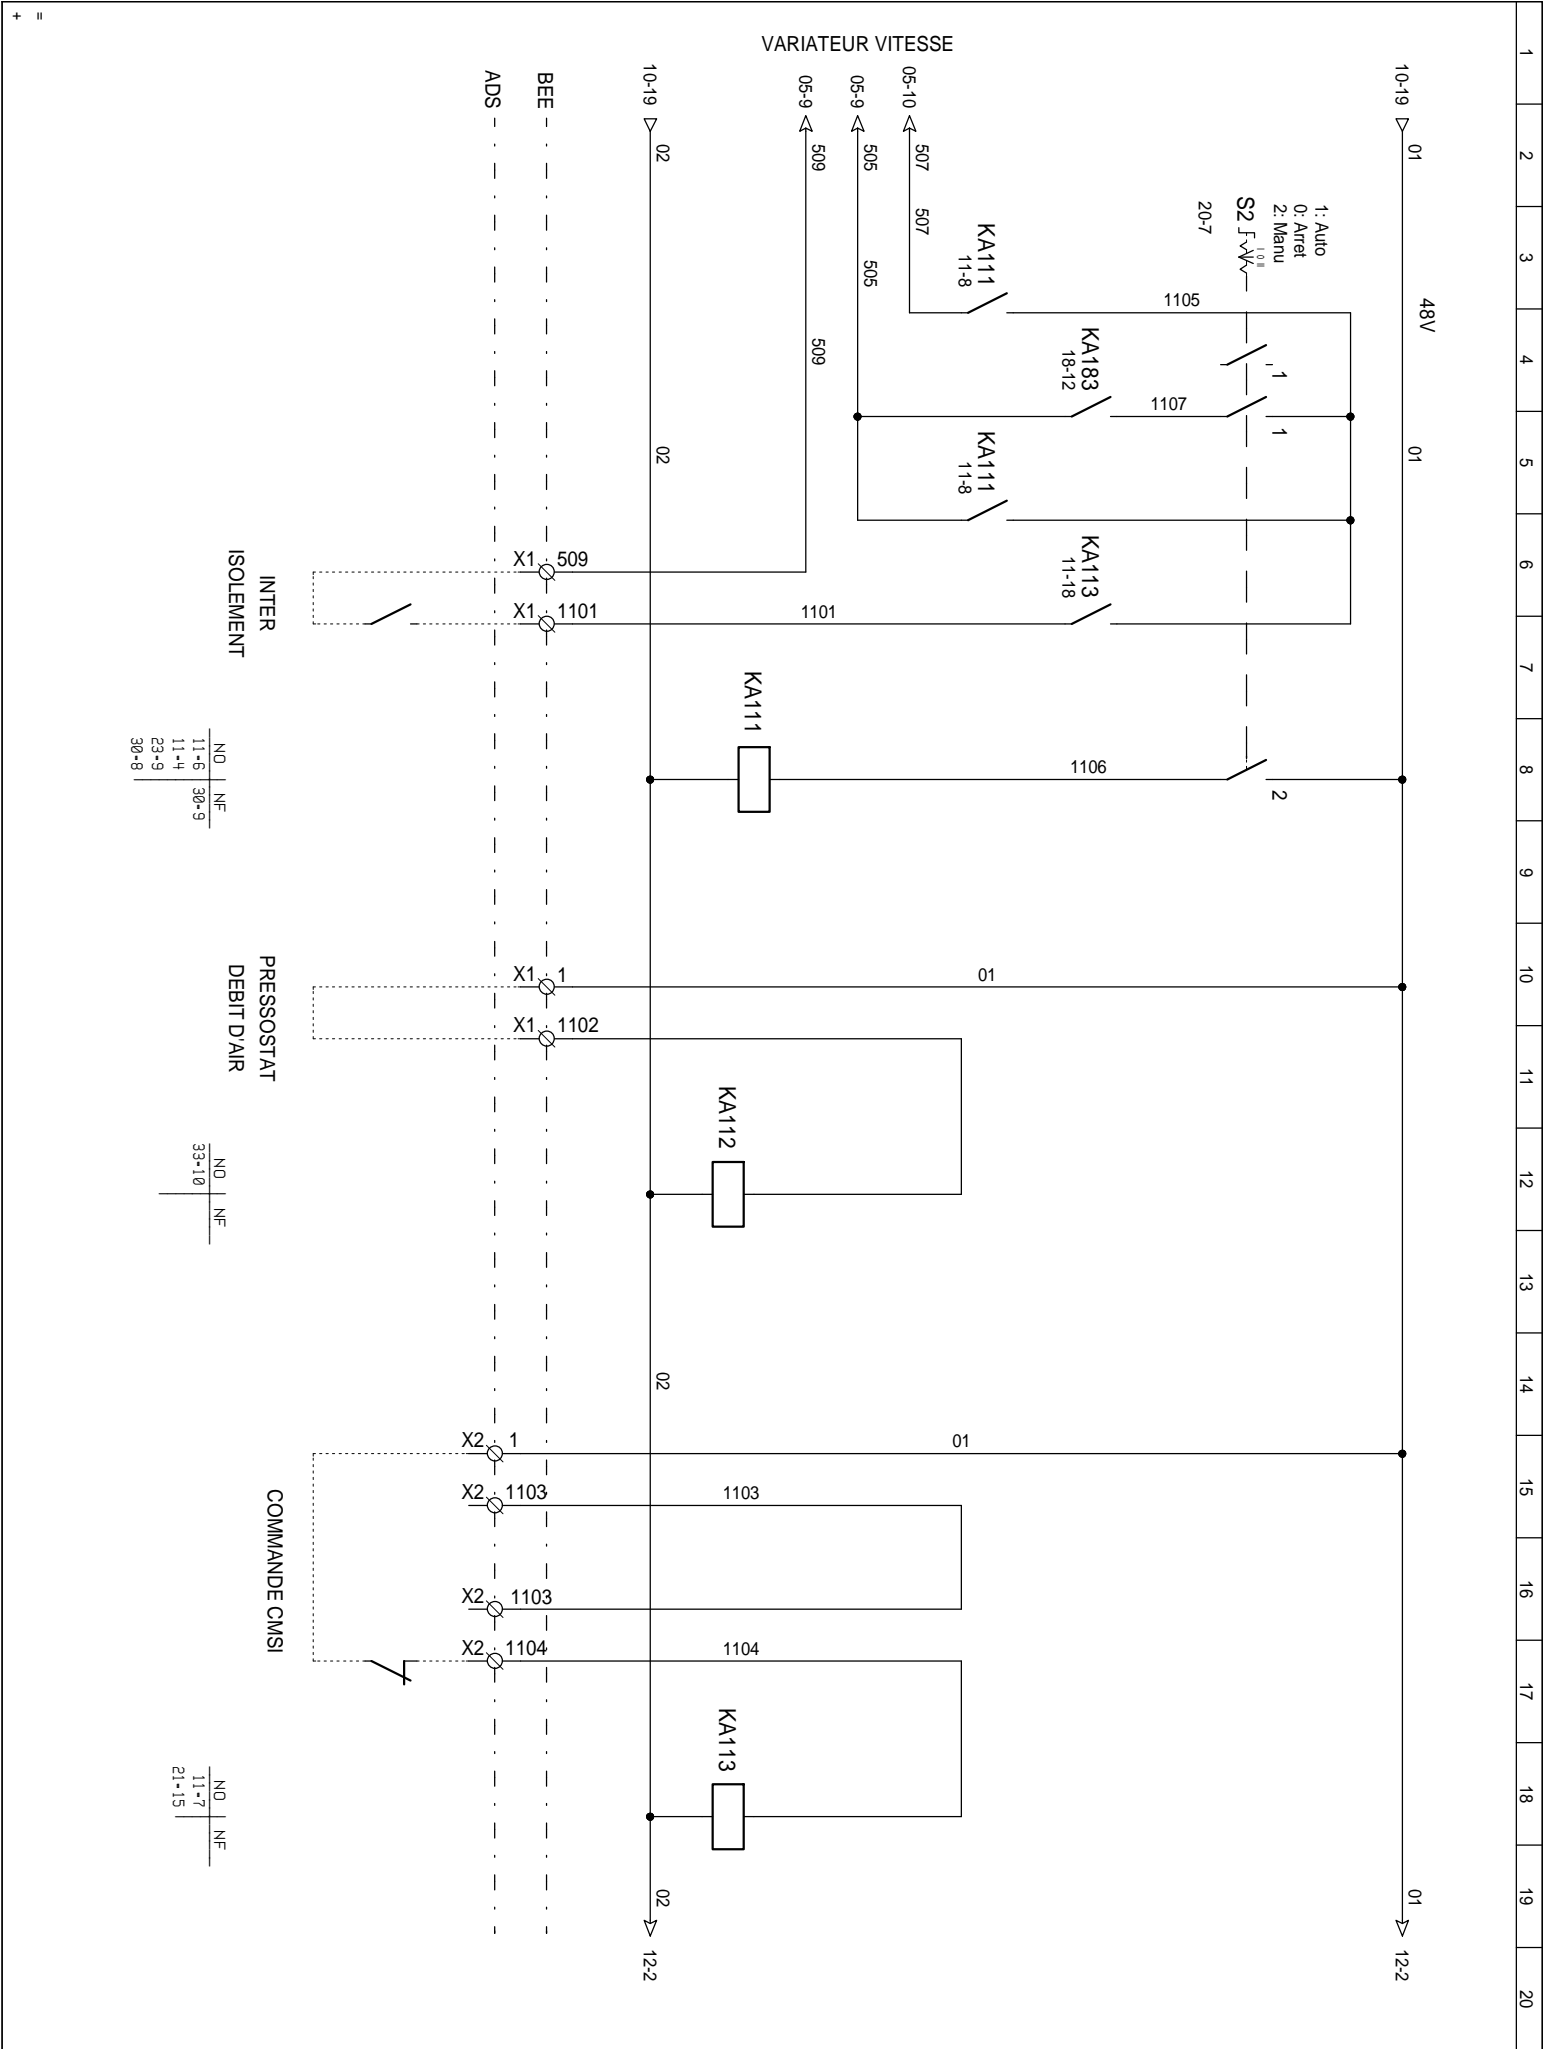 1 2 3 4 5 6 7 8 9 10 11 12 13 14 15 16 17 18 19 20
10-19
01
48V
01
01
12-2
1: Auto
0: Arret
2: Manu
S2
I 0 II
20-7
1
1
2
1105
KA183
18-12
1107
KA111
11-8
KA111
11-8
KA113
11-18
1106
01
01
VARIATEUR VITESSE
05-10
507
507
05-9
505
505
05-9
509
509
1101
KA111
KA112
1103
1104
KA113
10-19
02
02
02
02
12-2
BEE
X1 509
X1 1101
X1 1
X1 1102
ADS
X2 1
X2 1103
X2 1103
X2 1104
INTER
ISOLEMENT
PRESSOSTAT
DEBIT D'AIR
COMMANDE CMSI
NO NF
11-6 30-9
11-4
23-9
30-8
NO NF
33-10
NO NF
11-7
21-15
=
+